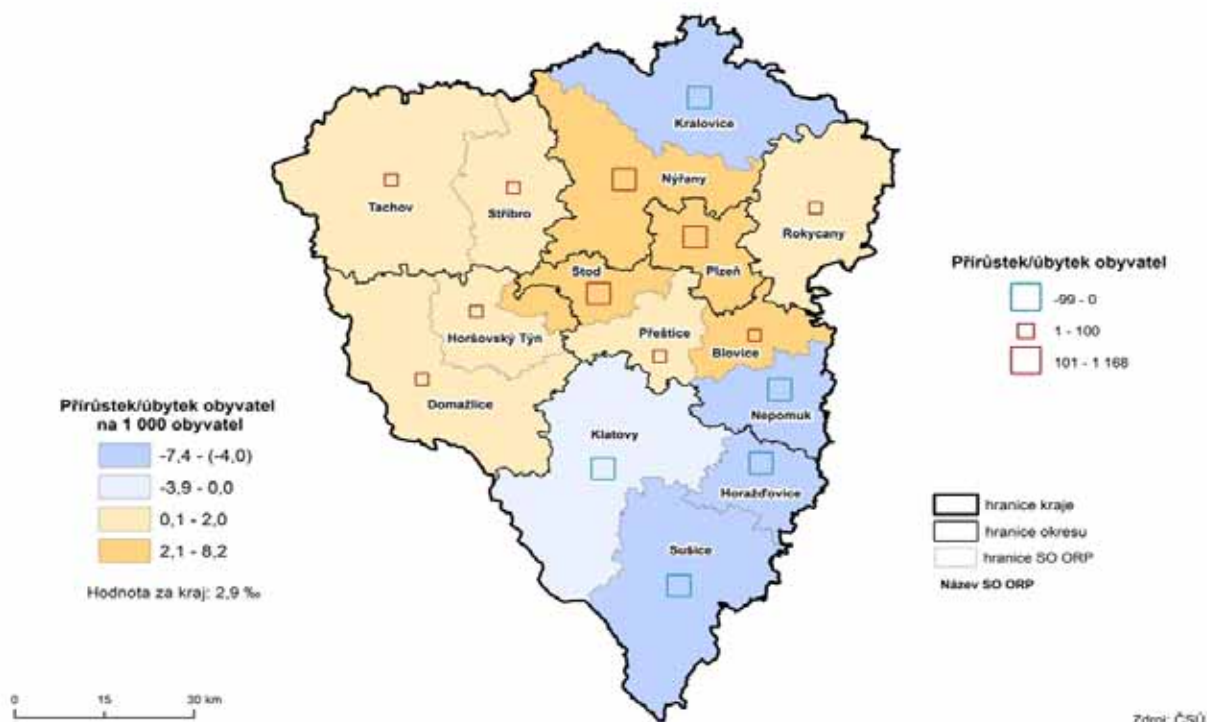 Kralovice
Nýřany
Tachov
Stříbro
Rokycany
Stod
Plzeň
Horšovský Týn
Přeštice
Blovice
Domažlice
Nepomuk
Klatovy
Horažďovice
Sušice
Přírůstek/úbytek obyvatel
-99 - 0
1 - 100
101 - 1 168
Přírůstek/úbytek obyvatel
na 1 000 obyvatel
-7,4 - (-4,0)
-3,9 - 0,0
0,1 - 2,0
2,1 - 8,2
Hodnota za kraj: 2,9 ‰
hranice kraje
hranice okresu
hranice SO ORP
Název SO ORP
0 15 30 km
Zdroj: ČSÚ